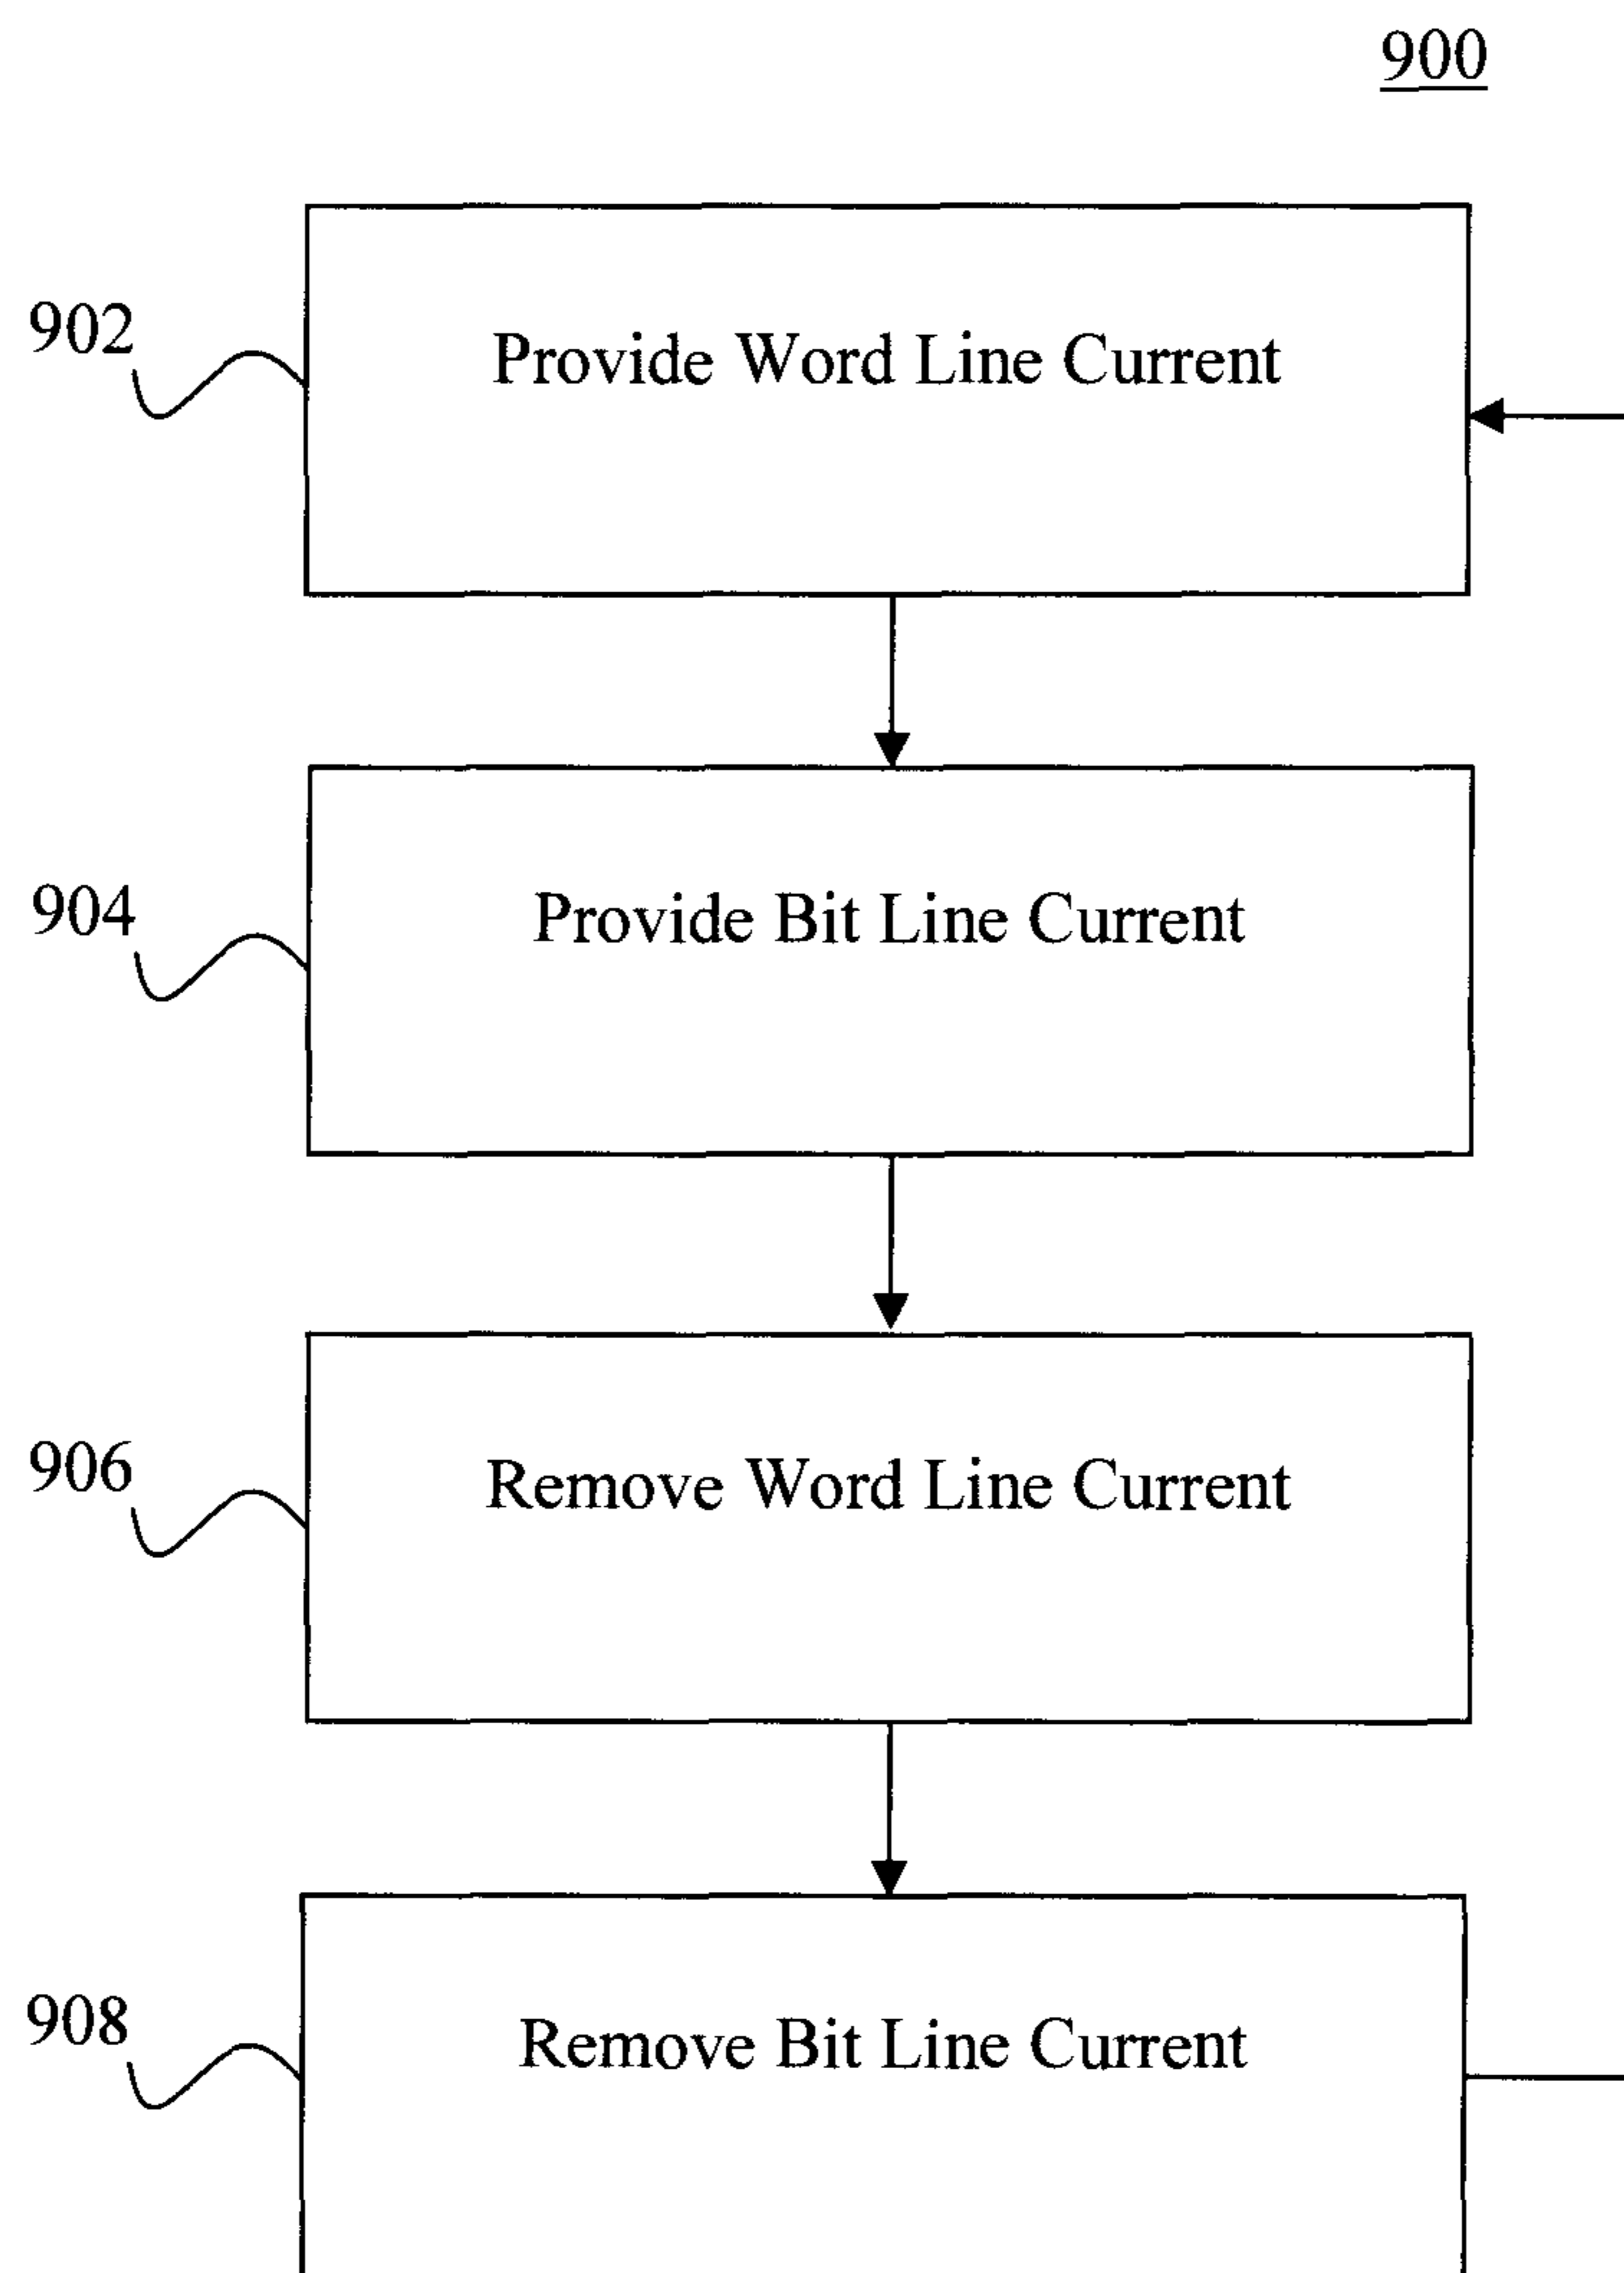 900
902
Provide Word Line Current
904
Provide Bit Line Current
906
Remove Word Line Current
908
Remove Bit Line Current